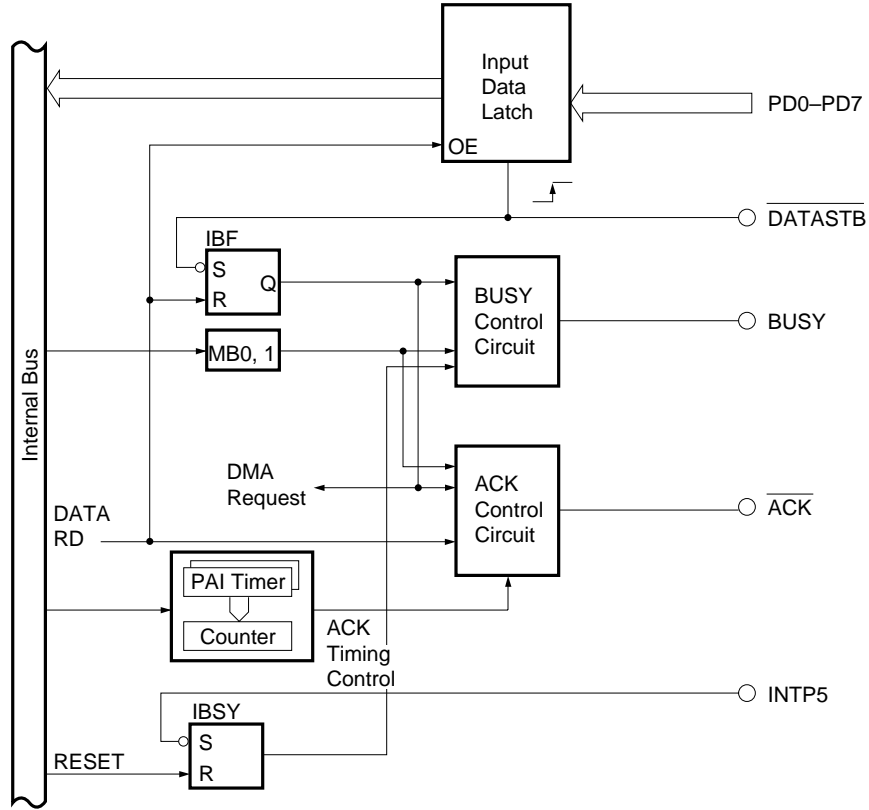 Input
Data
Latch
OE
PD0–PD7
DATASTB
IBF
S
Q
R
BUSY
Control
Circuit
BUSY
MB0, 1
Internal Bus
DMA
Request
ACK
Control
Circuit
ACK
DATA
RD
PAI Timer
Counter
ACK
Timing
Control
INTP5
IBSY
S
R
RESET